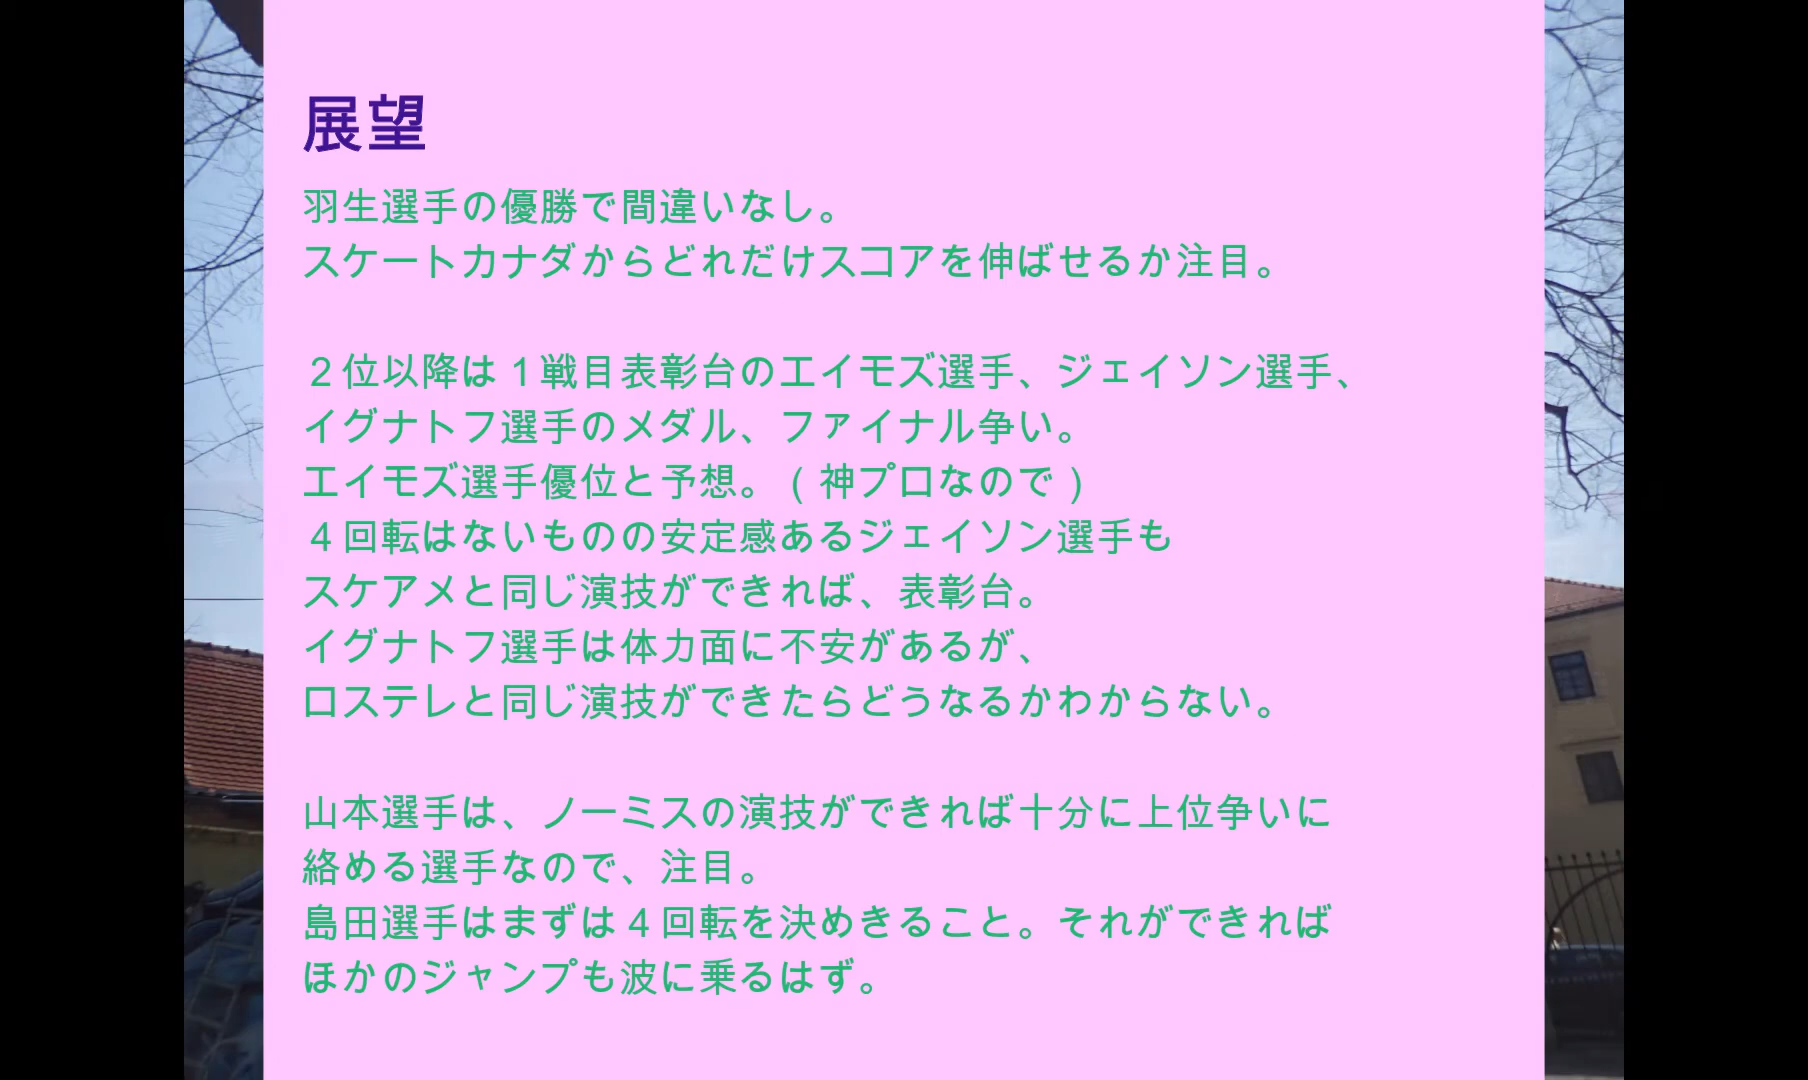 展望
羽生選手の優勝で間違いなし。
スケートカナダからどれだけスコアを伸ばせるか注目。
２位以降は１戦目表彰台のエイモズ選手、ジェイソン選手、
イグナトフ選手のメダル、ファイナル争い。
エイモズ選手優位と予想。（神プロなので）
４回転はないものの安定感あるジェイソン選手も
スケアメと同じ演技ができれば、表彰台。
イグナトフ選手は体力面に不安があるが、
ロステレと同じ演技ができたらどうなるかわからない。
山本選手は、ノーミスの演技ができれば十分に上位争いに
絡める選手なので、注目。
島田選手はまずは４回転を決めきること。それができれば
ほかのジャンプも波に乗るはず。